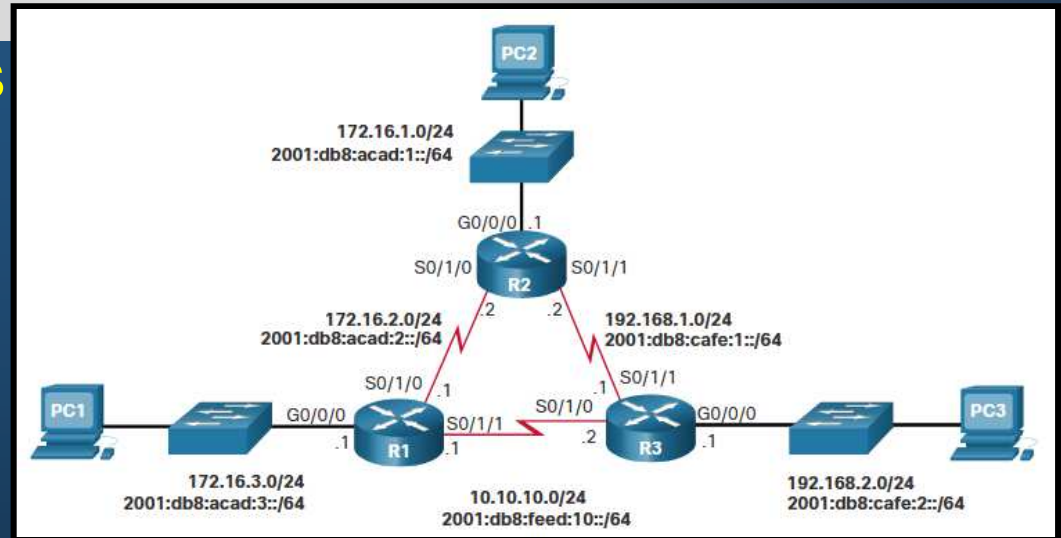 S
PC2
172.16.1.0/24
2001:db8:acad:1::/64
G0/0/0 .1
S0/1/0
S0/1/1
R2
.2
.2
172.16.2.0/24
2001:db8:acad:2::/64
192.168.1.0/24
2001:db8:cafe:1::/64
S0/1/0
.1
.1
S0/1/1
PC1
G0/0/0
S0/1/1
S0/1/0
G0/0/0
PC3
.1
R1
.1
.2
R3
.1
172.16.3.0/24
2001:db8:acad:3::/64
10.10.10.0/24
2001:db8:feed:10::/64
192.168.2.0/24
2001:db8:cafe:2::/64